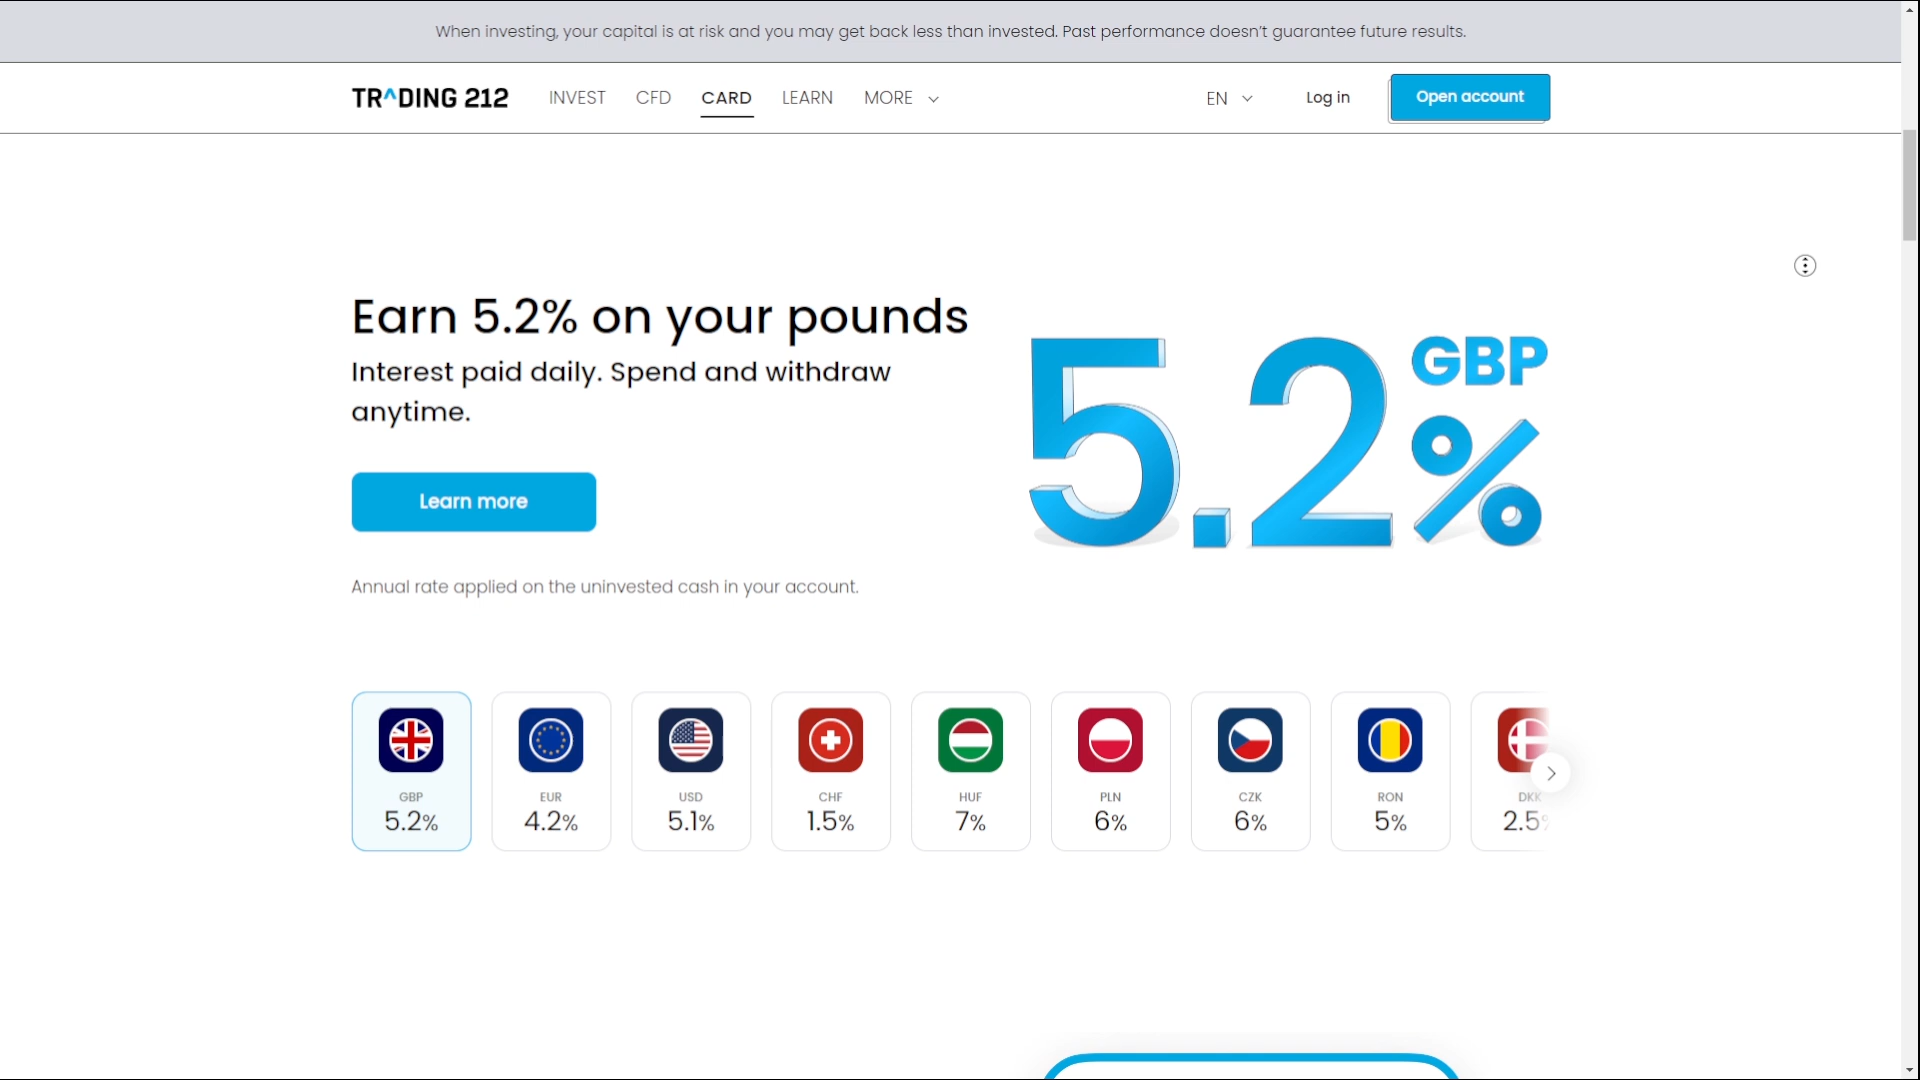 When investing, your capital is at risk and you may get back less than invested. Past performance doesn't guarantee future results.
TR^DING 212 INVEST CFD CARD LEARN MORE EN Log in Open account
Earn 5.2% on your pounds
Interest paid daily. Spend and withdraw
anytime.
5.2 GBP %
Learn more
Annual rate applied on the uninvested cash in your account.
GBP EUR USD CHF HUF PLN CZK RON DKK
5.2% 4.2% 5.1% 1.5% 7% 6% 6% 5% 2.5%